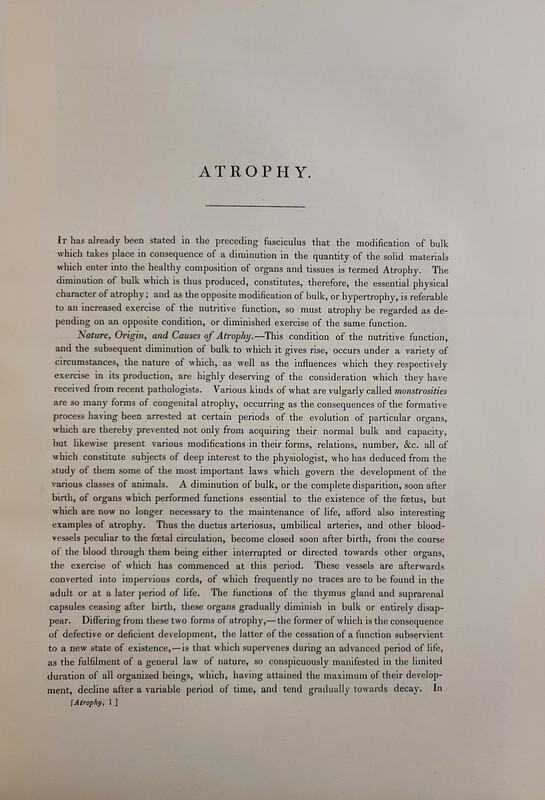 ATROPHY.
It has already been stated in the preceding fasciculus that the modification of bulk
which takes place in consequence of a diminution in the quantity of the solid materials
which enter into the healthy composition of organs and tissues is termed Atrophy. The
diminution of bulk which is thus produced, constitutes, therefore, the essential physical
character of atrophy; and as the opposite modification of bulk, or hypertrophy, is referable
to an increased exercise of the nutritive function, so must atrophy be regarded as de-
pending on an opposite condition, or diminished exercise of the same function.
Nature, Origin, and Causes of Atrophy.—This condition of the nutritive function,
and the subsequent diminution of bulk to which it gives rise, occurs under a variety of
circumstances, the nature of which, as well as the influences which they respectively
exercise in its production, are highly deserving of the consideration which they have
received from recent pathologists. Various kinds of what are vulgarly called monstrosities
are so many forms of congenital atrophy, occurring as the consequences of the formative
process having been arrested at certain periods of the evolution of particular organs,
which are thereby prevented not only from acquiring their normal bulk and capacity,
but likewise present various modifications in their forms, relations, number, &c. all of
which constitute subjects of deep interest to the physiologist, who has deduced from the
study of them some of the most important laws which govern the development of the
various classes of animals. A diminution of bulk, or the complete disparition, soon after
birth, of organs which performed functions essential to the existence of the fœtus, but
which are now no longer necessary to the maintenance of life, afford also interesting
examples of atrophy. Thus the ductus arteriosus, umbilical arteries, and other blood-
vessels peculiar to the fœtal circulation, become closed soon after birth, from the course
of the blood through them being either interrupted or directed towards other organs,
the exercise of which has commenced at this period. These vessels are afterwards
converted into impervious cords, of which frequently no traces are to be found in the
adult or at a later period of life. The functions of the thymus gland and suprarenal
capsules ceasing after birth, these organs gradually diminish in bulk or entirely disap-
pear. Differing from these two forms of atrophy,—the former of which is the consequence
of defective or deficient development, the latter of the cessation of a function subservient
to a new state of existence,—is that which supervenes during an advanced period of life,
as the fulfilment of a general law of nature, so conspicuously manifested in the limited
duration of all organized beings, which, having attained the maximum of their develop-
ment, decline after a variable period of time, and tend gradually towards decay. In
[Atrophy, 1 ]